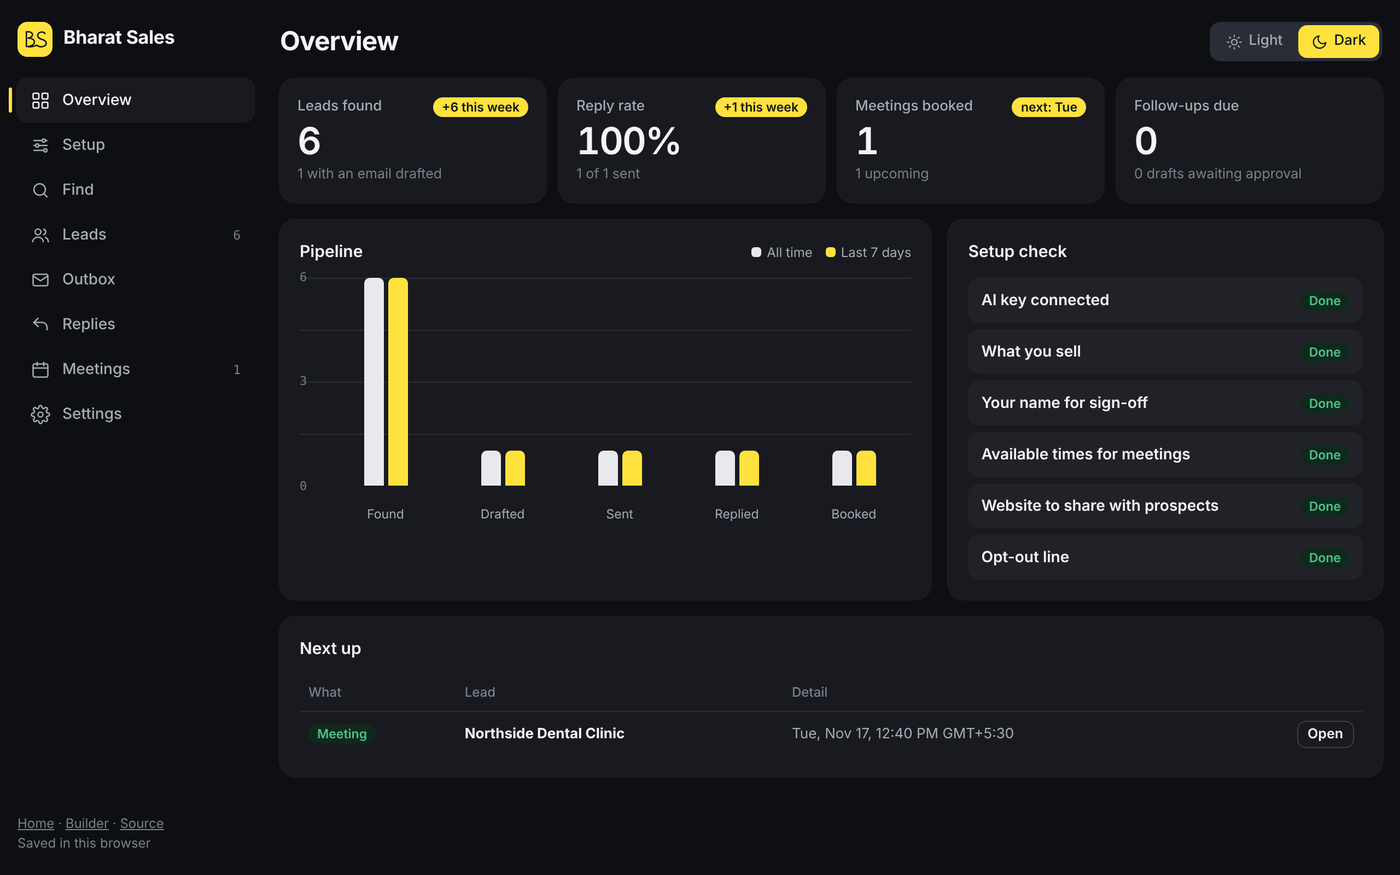 BS
Bharat Sales
Overview
Setup
Find
Leads 6
Outbox
Replies
Meetings 1
Settings
Home · Builder · Source
Saved in this browser
Overview
Light Dark
Leads found +6 this week
6
1 with an email drafted
Reply rate +1 this week
100%
1 of 1 sent
Meetings booked next: Tue
1
1 upcoming
Follow-ups due
0
0 drafts awaiting approval
Pipeline All time Last 7 days
6
3
0
Found Drafted Sent Replied Booked
Setup check
AI key connected Done
What you sell Done
Your name for sign-off Done
Available times for meetings Done
Website to share with prospects Done
Opt-out line Done
Next up
What Lead Detail
Meeting Northside Dental Clinic Tue, Nov 17, 12:40 PM GMT+5:30 Open